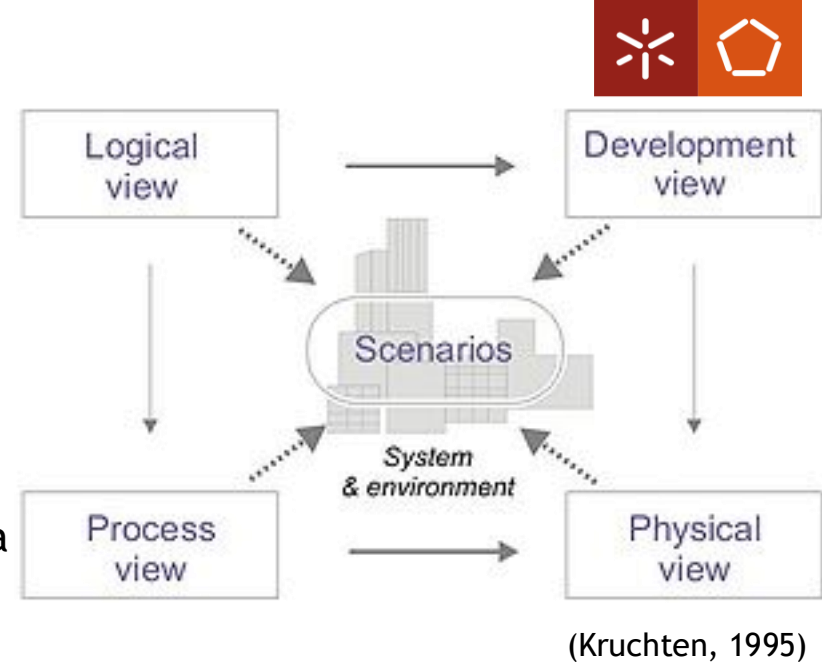 Logical
view
Development
view
Scenarios
System
& environment
a
Process
view
Physical
view
(Kruchten, 1995)